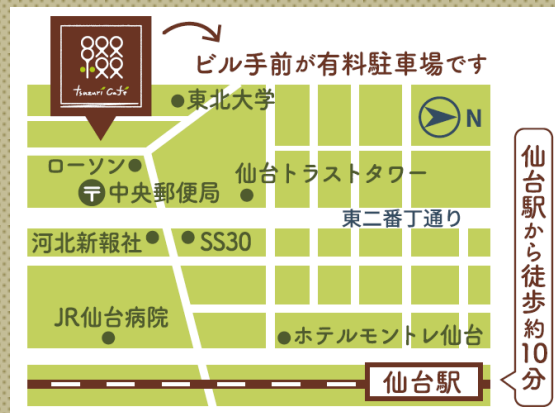 tsuzuri Café
ビル手前が有料駐車場です
東北大学
N
ローソン
仙台トラストタワー
〒中央郵便局
東二番丁通り
河北新報社
SS30
JR仙台病院
ホテルモントレ仙台
仙台駅
仙台駅から徒歩約10分